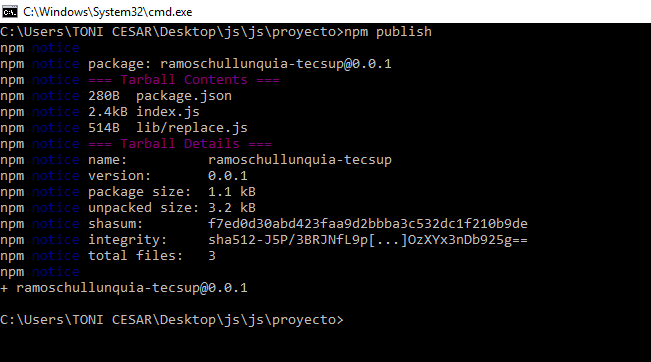 C:\Windows\System32\cmd.exe
C:\Users\TONI CESAR\Desktop\js\js\proyecto>npm publish
npm notice
npm notice package: ramoschullunquia-tecsup@0.0.1
npm notice === Tarball Contents ===
npm notice 280B  package.json
npm notice 2.4kB index.js
npm notice 514B  lib/replace.js
npm notice === Tarball Details ===
npm notice name:          ramoschullunquia-tecsup
npm notice version:       0.0.1
npm notice package size:  1.1 kB
npm notice unpacked size: 3.2 kB
npm notice shasum:        f7ed0d30abd423faa9d2bbba3c532dc1f210b9de
npm notice integrity:     sha512-J5P/3BRJNfL9p[...]OzXYx3nDb925g==
npm notice total files:   3
npm notice
+ ramoschullunquia-tecsup@0.0.1
C:\Users\TONI CESAR\Desktop\js\js\proyecto>